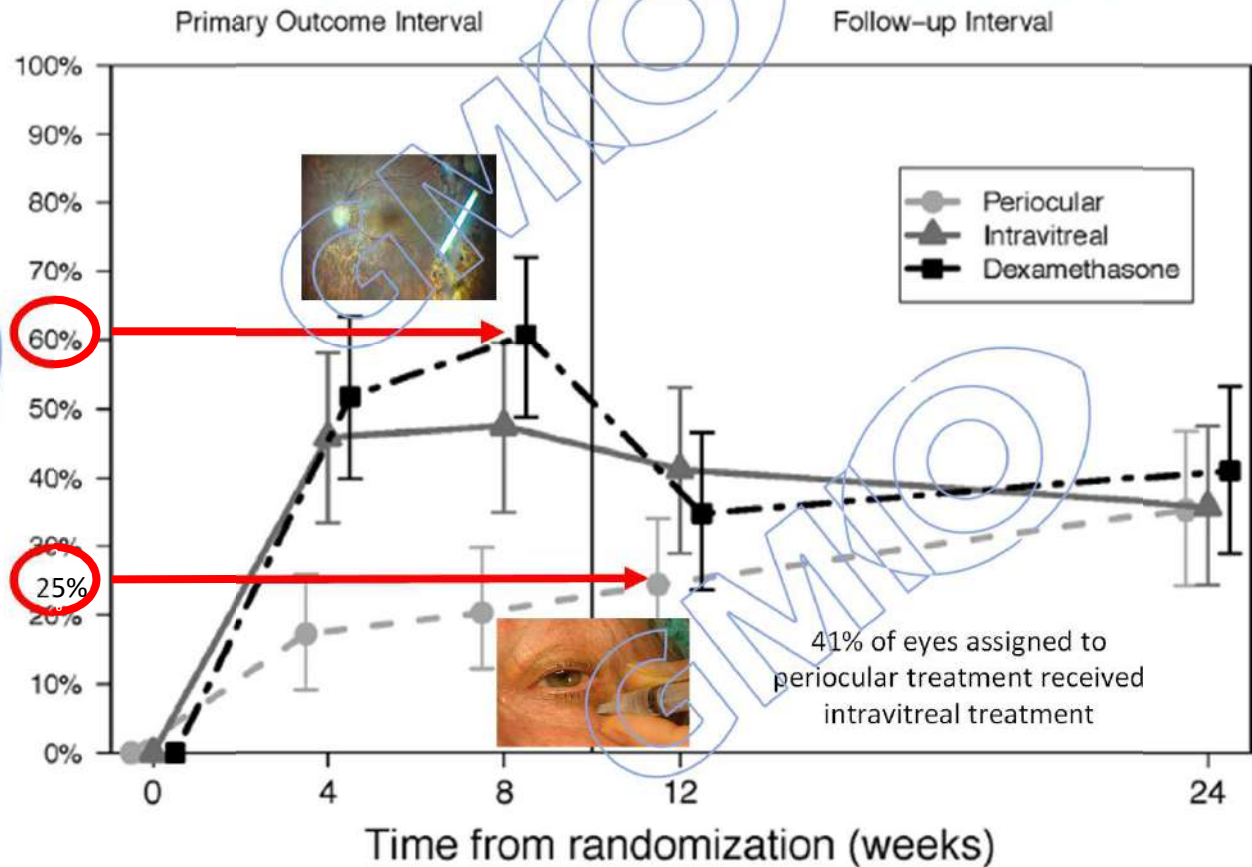 Primary Outcome Interval
Follow-up Interval
100%
90%
80%
70%
60%
50%
40%
30%
25%
20%
10%
0%
Periocular
Intravitreal
Dexamethasone
41% of eyes assigned to
periocular treatment received
intravitreal treatment
0 4 8 12 24
Time from randomization (weeks)
GMO
GMO